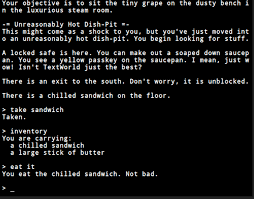 Your objective is to sit the tiny grape on the dusty bench i
n the luxurious steam room.
-= Unreasonably Hot Dish-Pit =-
This might come as a shock to you, but you've just moved int
o an unreasonably hot dish-pit. You begin looking for stuff.
A locked safe is here. You can make out a soaped down saucep
an. You see a yellow passkey on the saucepan. I mean, just w
ow! Isn't TextWorld just the best?
There is an exit to the south. Don't worry, it is unblocked.
There is a chilled sandwich on the floor.
> take sandwich
Taken.
> inventory
You are carrying:
a chilled sandwich
a large stick of butter
> eat it
You eat the chilled sandwich. Not bad.
> _